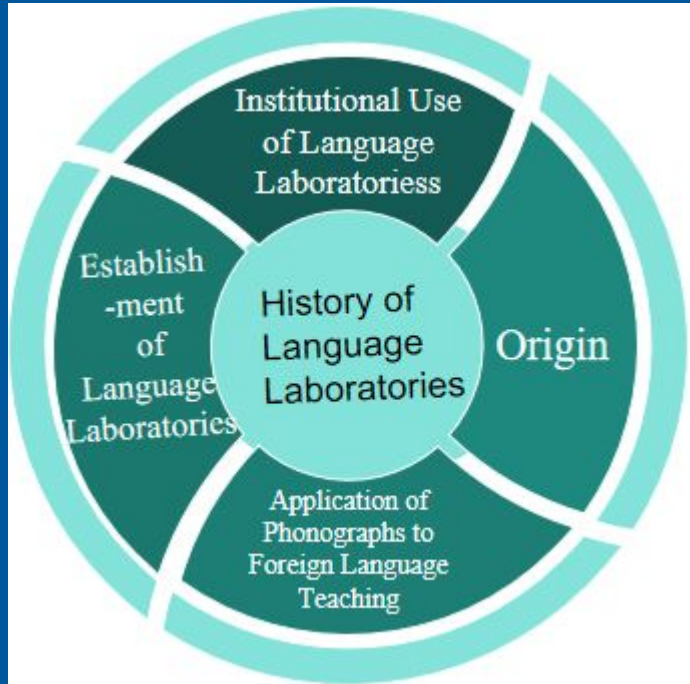 Institutional Use
of Language
Laboratoriess
Establish
-ment
of
Language
Laboratories
History of
Language
Laboratories
Origin
Application of
Phonographs to
Foreign Language
Teaching